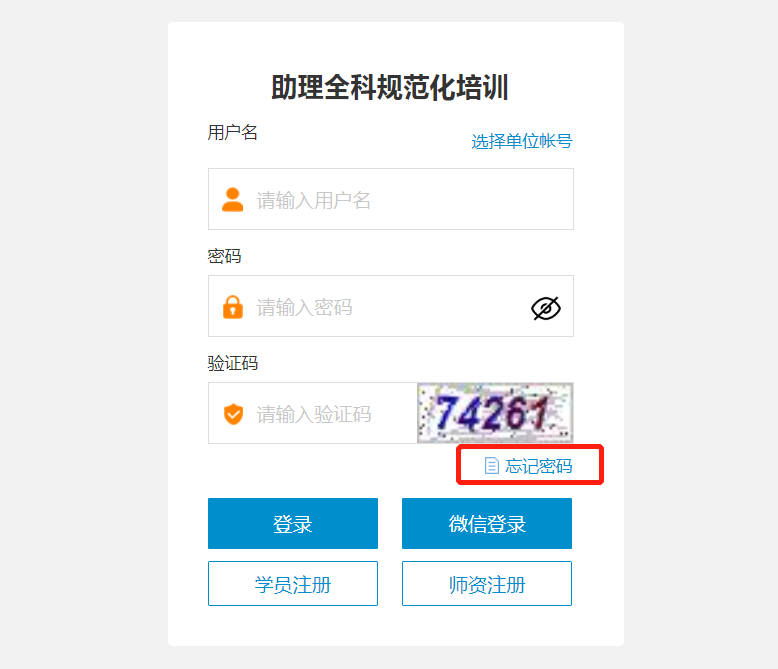 助理全科规范化培训
用户名
选择单位帐号
请输入用户名
密码
请输入密码
验证码
请输入验证码
74261
忘记密码
登录
微信登录
学员注册
师资注册